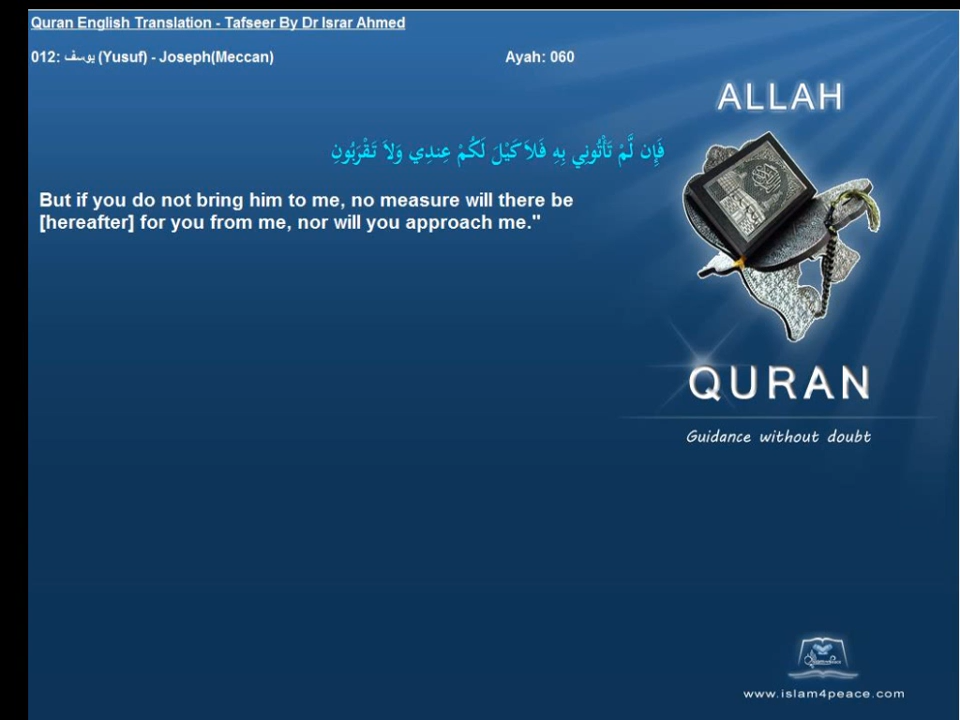 Quran English Translation - Tafseer By Dr Israr Ahmed
012: يوسف (Yusuf) - Joseph(Meccan) Ayah: 060
ALLAH
فَإِن لَّمْ تَأْتُونِي بِهِ فَلاَ كَيْلَ لَكُمْ عِندِي وَلاَ تَقْرَبُونِ
But if you do not bring him to me, no measure will there be
[hereafter] for you from me, nor will you approach me."
QURAN
Guidance without doubt
www.islam4peace.com